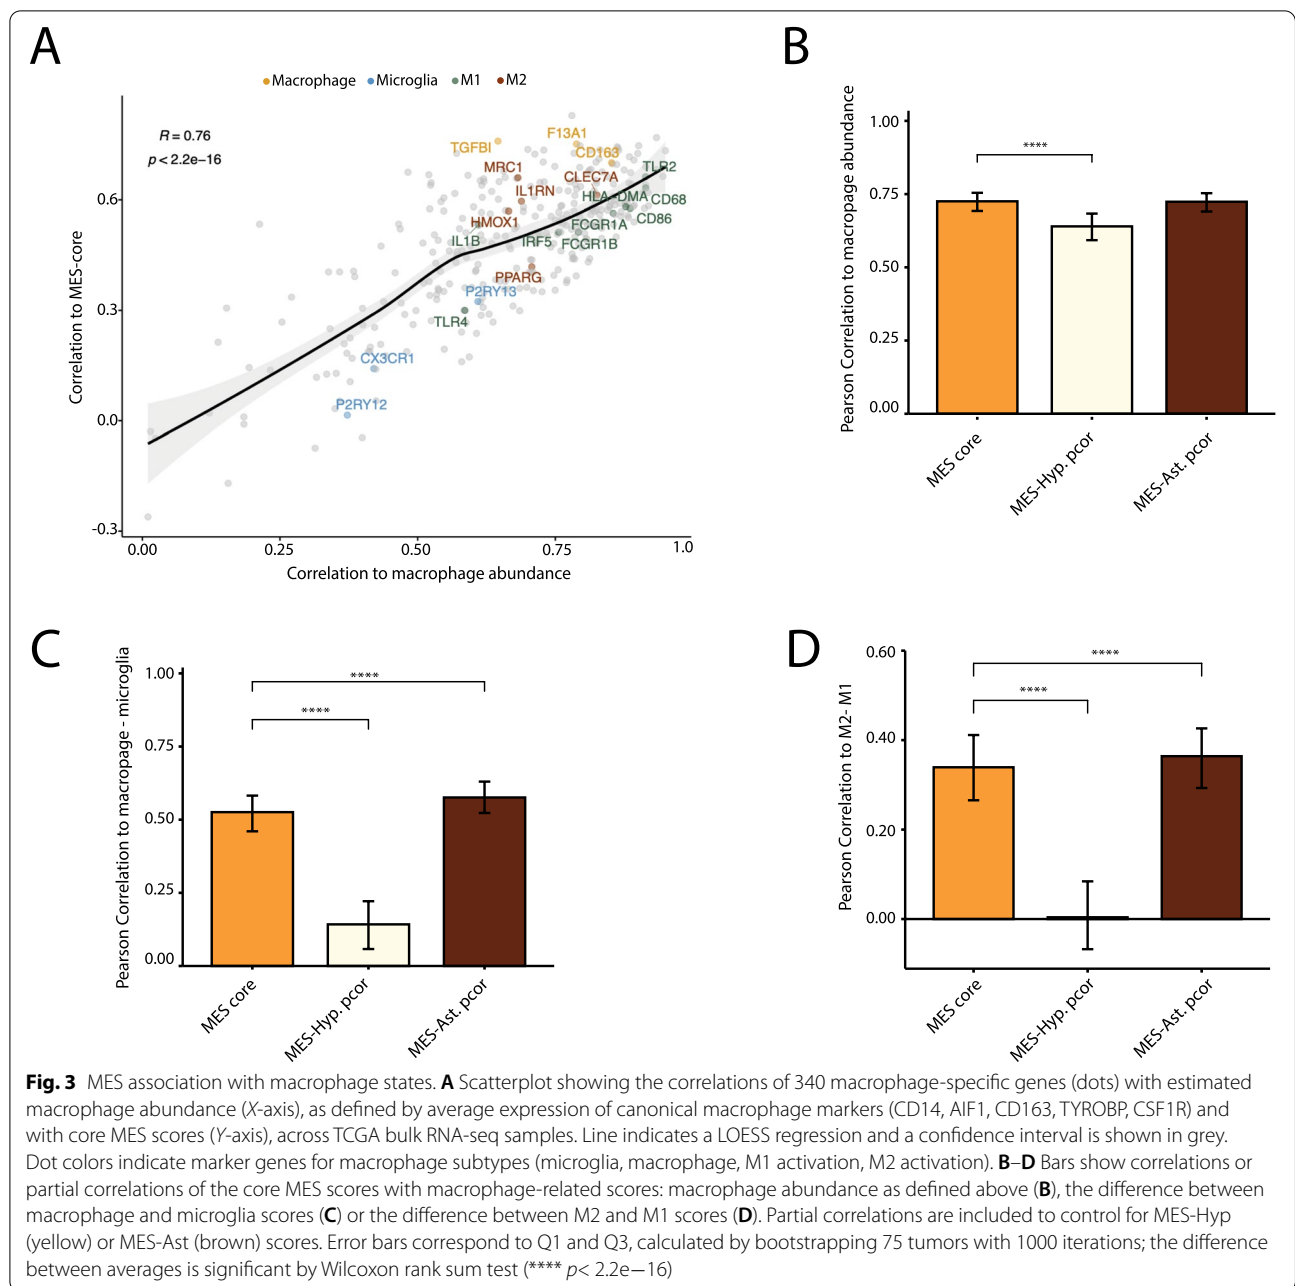 A
Macrophage Microglia M1 M2
R = 0.76
p < 2.2e−16
TGFBI
F13A1
CD163
MRC1
CLEC7A
TLR2
IL1RN
HLA-DMA
CD68
HMOX1
CD86
FCGR1A
IL1B
IRF5
FCGR1B
PPARG
P2RY13
TLR4
CX3CR1
P2RY12
Correlation to MES-core
0.6
0.3
0.0
-0.3
0.00 0.25 0.50 0.75 1.0
Correlation to macrophage abundance
B
Pearson Correlation to macropage abundance
1.00
0.75
0.50
0.25
0.00
****
MES core
MES-Hyp. pcor
MES-Ast. pcor
C
Pearson Correlation to macropage - microglia
1.00
0.75
0.50
0.25
0.00
****
****
MES core
MES-Hyp. pcor
MES-Ast. pcor
D
Pearson Correlation to M2- M1
0.60
0.40
0.20
0.00
****
****
MES core
MES-Hyp. pcor
MES-Ast. pcor
Fig. 3 MES association with macrophage states. A Scatterplot showing the correlations of 340 macrophage-specific genes (dots) with estimated
macrophage abundance (X-axis), as defined by average expression of canonical macrophage markers (CD14, AIF1, CD163, TYROBP, CSF1R) and
with core MES scores (Y-axis), across TCGA bulk RNA-seq samples. Line indicates a LOESS regression and a confidence interval is shown in grey.
Dot colors indicate marker genes for macrophage subtypes (microglia, macrophage, M1 activation, M2 activation). B–D Bars show correlations or
partial correlations of the core MES scores with macrophage-related scores: macrophage abundance as defined above (B), the difference between
macrophage and microglia scores (C) or the difference between M2 and M1 scores (D). Partial correlations are included to control for MES-Hyp
(yellow) or MES-Ast (brown) scores. Error bars correspond to Q1 and Q3, calculated by bootstrapping 75 tumors with 1000 iterations; the difference
between averages is significant by Wilcoxon rank sum test (**** p< 2.2e−16)